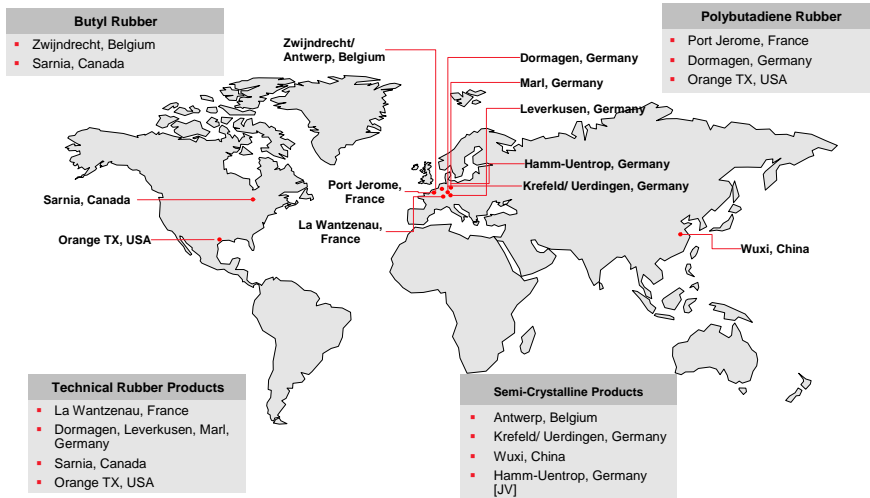 Butyl Rubber
▪ Zwijndrecht, Belgium
▪ Sarnia, Canada
Polybutadiene Rubber
▪ Port Jerome, France
▪ Dormagen, Germany
▪ Orange TX, USA
Zwijndrecht/
Antwerp, Belgium
Dormagen, Germany
Marl, Germany
Leverkusen, Germany
Hamm-Uentrop, Germany
Krefeld/ Uerdingen, Germany
Port Jerome,
France
La Wantzenau,
France
Sarnia, Canada
Orange TX, USA
Wuxi, China
Technical Rubber Products
▪ La Wantzenau, France
▪ Dormagen, Leverkusen, Marl,
Germany
▪ Sarnia, Canada
▪ Orange TX, USA
Semi-Crystalline Products
▪ Antwerp, Belgium
▪ Krefeld/ Uerdingen, Germany
▪ Wuxi, China
▪ Hamm-Uentrop, Germany
[JV]